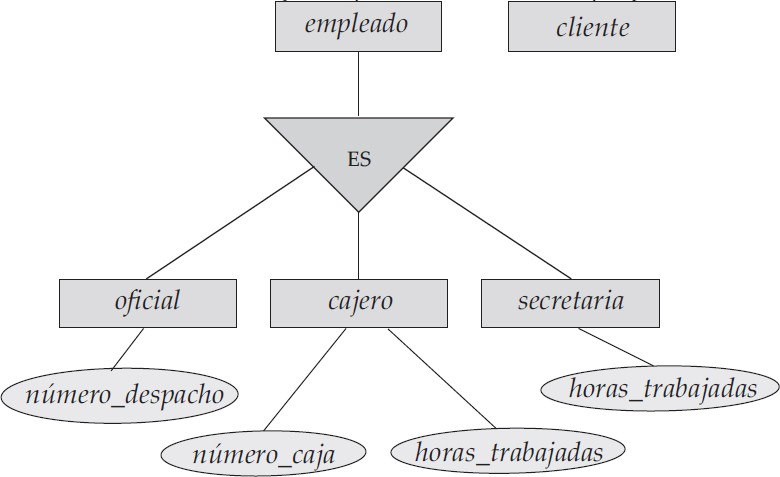 empleado
cliente
ES
oficial
cajero
secretaria
número_despacho
horas_trabajadas
número_caja
horas_trabajadas